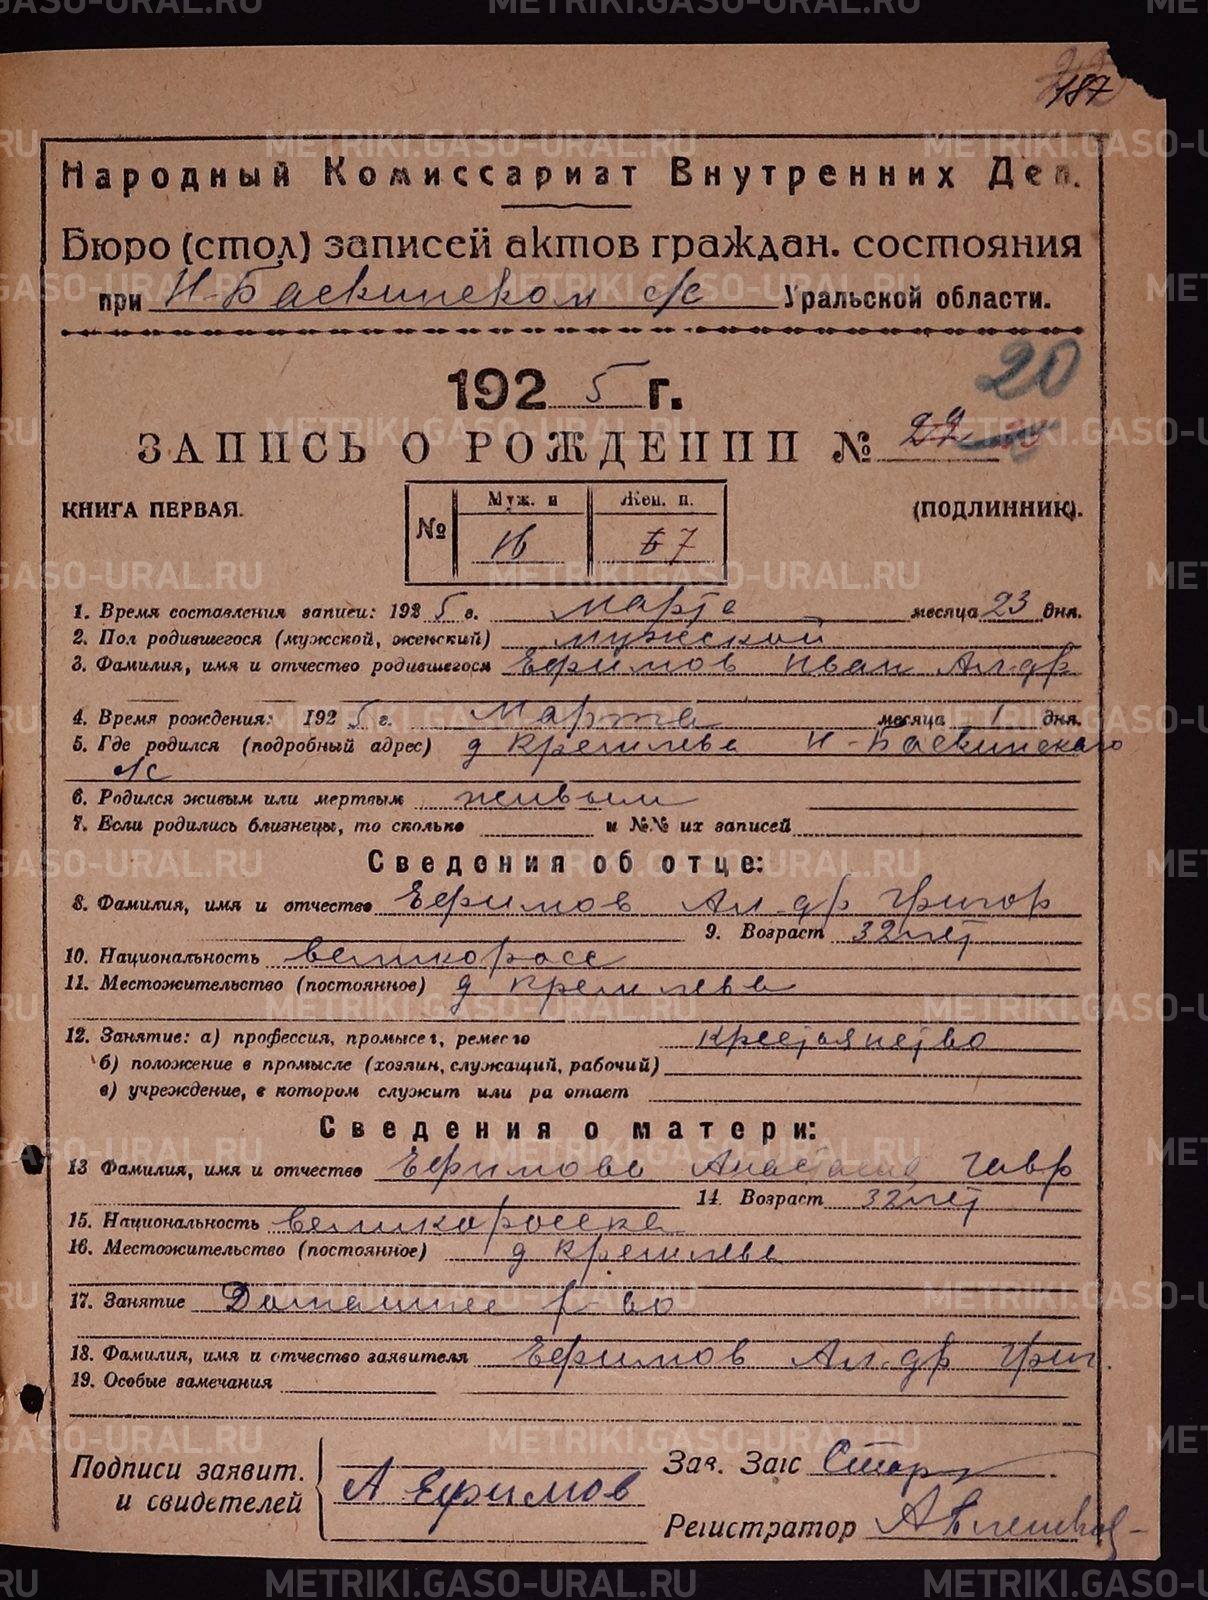 187
Народный Комиссариат Внутренних Дел.
Бюро (стол) записей актов граждан. состояния
при Н-Баскинском с/с Уральской области.
1925 г.
20
ЗАПИСЬ О РОЖДЕНИИ № 22
КНИГА ПЕРВАЯ.
(ПОДЛИННИК).
№ Муж. п Жен. п.
16 7
1. Время составления записи: 1925 г. марта месяца 23 дня.
2. Пол родившегося (мужской, женский) мужской
3. Фамилия, имя и отчество родившегося Ефимов Иван Ал-др
4. Время рождения: 1925 г. Марта месяца 1 дня.
5. Где родился (подробный адрес) д Кремлева Н-Баскинского
с/с
6. Родился живым или мертвым живым
7. Если родились близнецы, то сколько и №№ их записей
Сведения об отце:
8. Фамилия, имя и отчество Ефимов Ал-др Григор
9. Возраст 32 лет
10. Национальность великоросс
11. Местожительство (постоянное) д Кремлева
12. Занятие: а) профессия, промысел, ремесло крестьянство
б) положение в промысле (хозяин, служащий, рабочий)
в) учреждение, в котором служит или ра отает
Сведения о матери:
13 Фамилия, имя и отчество Ефимова Анастасия Гавр
14. Возраст 32 лет
15. Национальность великоросска
16. Местожительство (постоянное) д Кремлева
17. Занятие Домашнее х-во
18. Фамилия, имя и отчество заявителя Ефимов Ал-др Григ.
19. Особые замечания
Подписи заявит.
и свидетелей
А Ефимов
Зав. Загс
Регистратор
METRIKI.GASO-URAL.RU